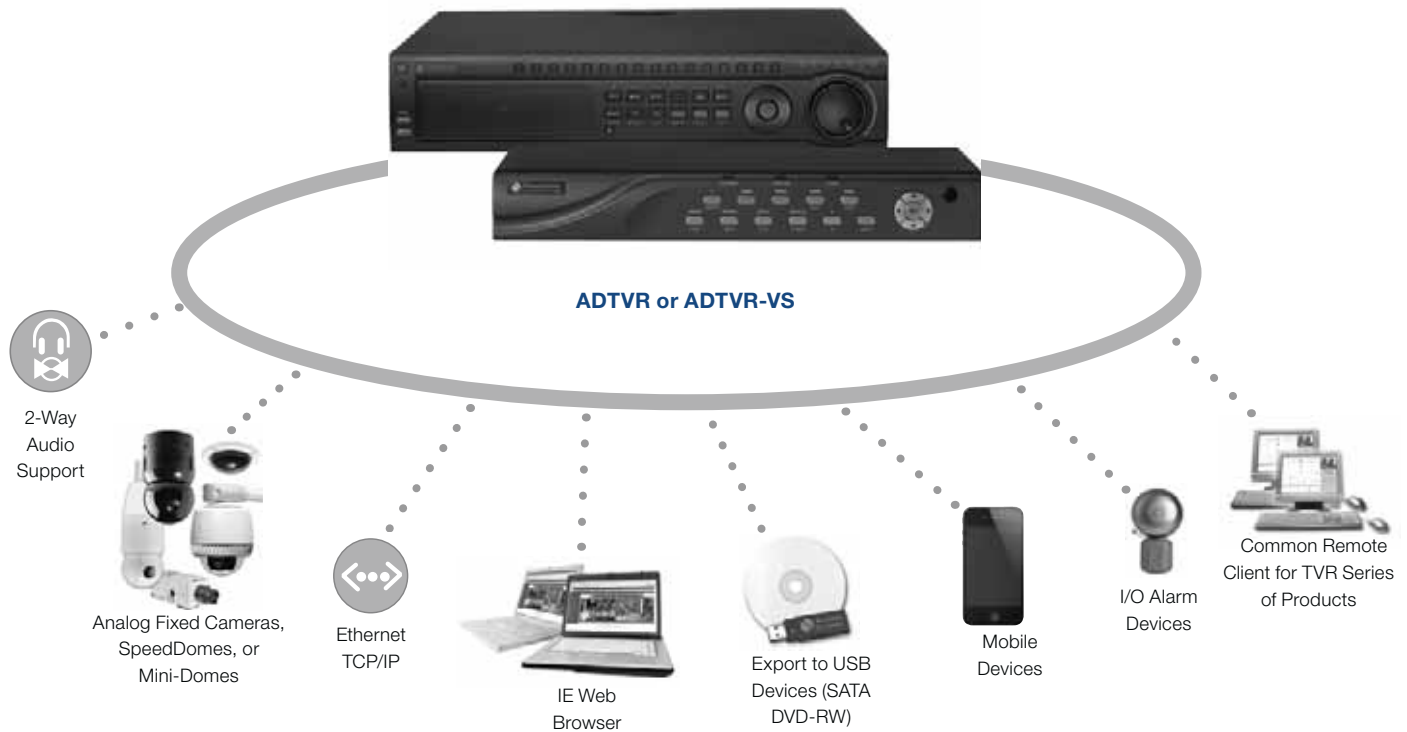 ADTVR or ADTVR-VS
2-Way
Audio
Support
Analog Fixed Cameras,
SpeedDomes, or
Mini-Domes
Ethernet
TCP/IP
IE Web
Browser
Export to USB
Devices (SATA
DVD-RW)
Mobile
Devices
I/O Alarm
Devices
Common Remote
Client for TVR Series
of Products